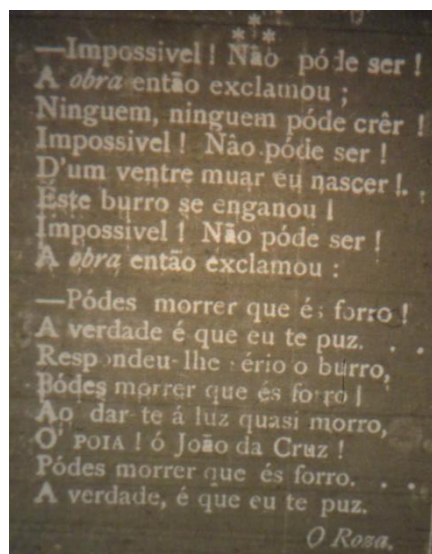 * * *
—Impossivel ! Não póde ser !
A obra então exclamou ;
Ninguem, ninguem póde crêr !
Impossivel ! Não póde ser !
D'um ventre muar eu nascer !. .
Éste burro se enganou !
Impossivel ! Não póde ser !
A obra então exclamou :
—Pódes morrer que és forro !
A verdade é que eu te puz. . .
Respondeu-lhe sério o burro,
Pódes morrer que és forro !
Ao dar-te á luz quasi morro,
O' POIA ! ó João da Cruz !
Pódes morrer que és forro. . .
A verdade, é que eu te puz.
O Roza.